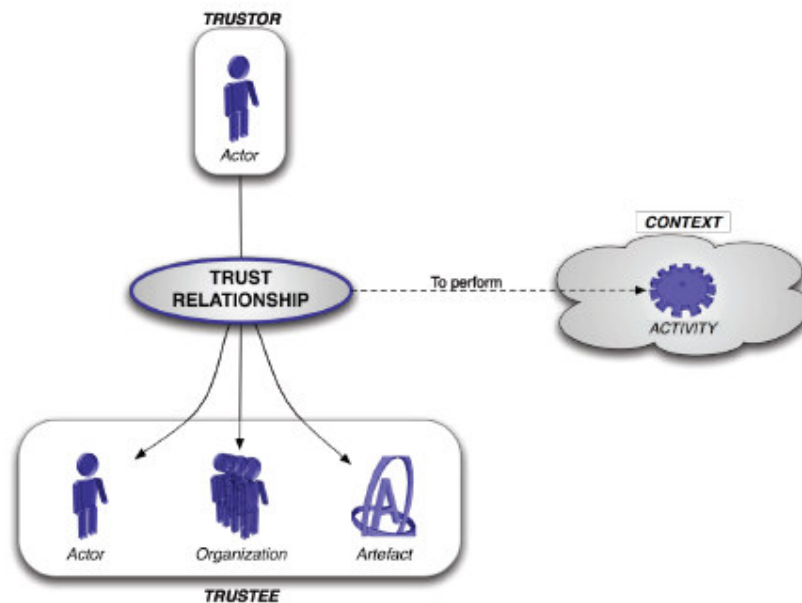 TRUSTOR
Actor
CONTEXT
TRUST
RELATIONSHIP
To perform
ACTIVITY
A
Actor
Organization
Artefact
TRUSTEE